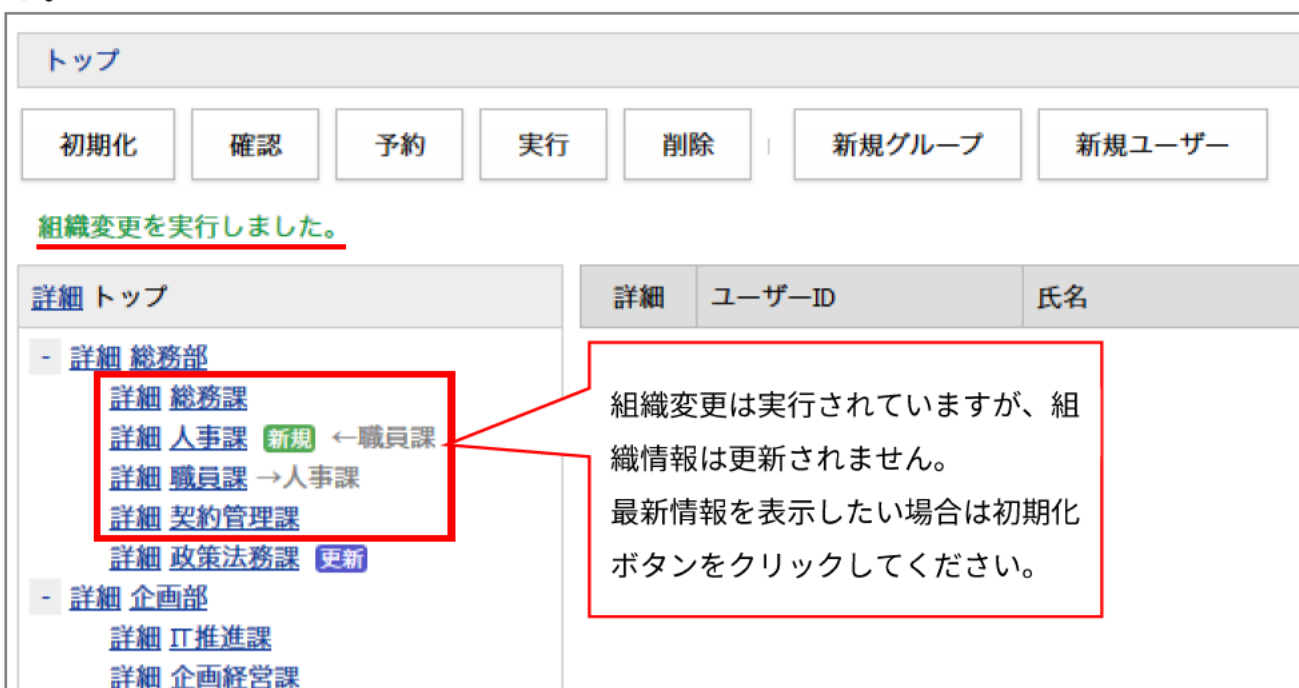 トップ
初期化 確認 予約 実行 削除 新規グループ 新規ユーザー
組織変更を実行しました。
詳細 トップ
詳細 ユーザーID 氏名
- 詳細 総務部
詳細 総務課
詳細 人事課 新規 ←職員課
詳細 職員課 →人事課
詳細 契約管理課
詳細 政策法務課 更新
- 詳細 企画部
詳細 IT推進課
詳細 企画経営課
組織変更は実行されていますが、組
織情報は更新されません。
最新情報を表示したい場合は初期化
ボタンをクリックしてください。